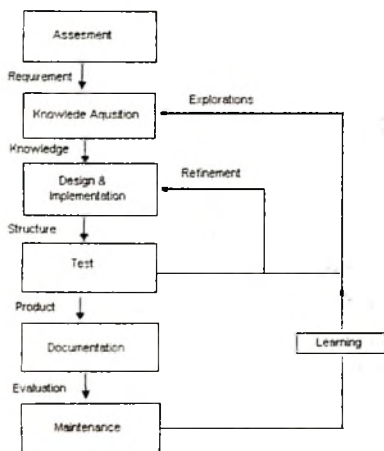 Assesment
Requirement
Explorations
Knowlede Aqusition
Knowledge
Refinement
Design &
Implementation
Structure
Test
Product
Documentation
Learning
Evaluation
Maintenance